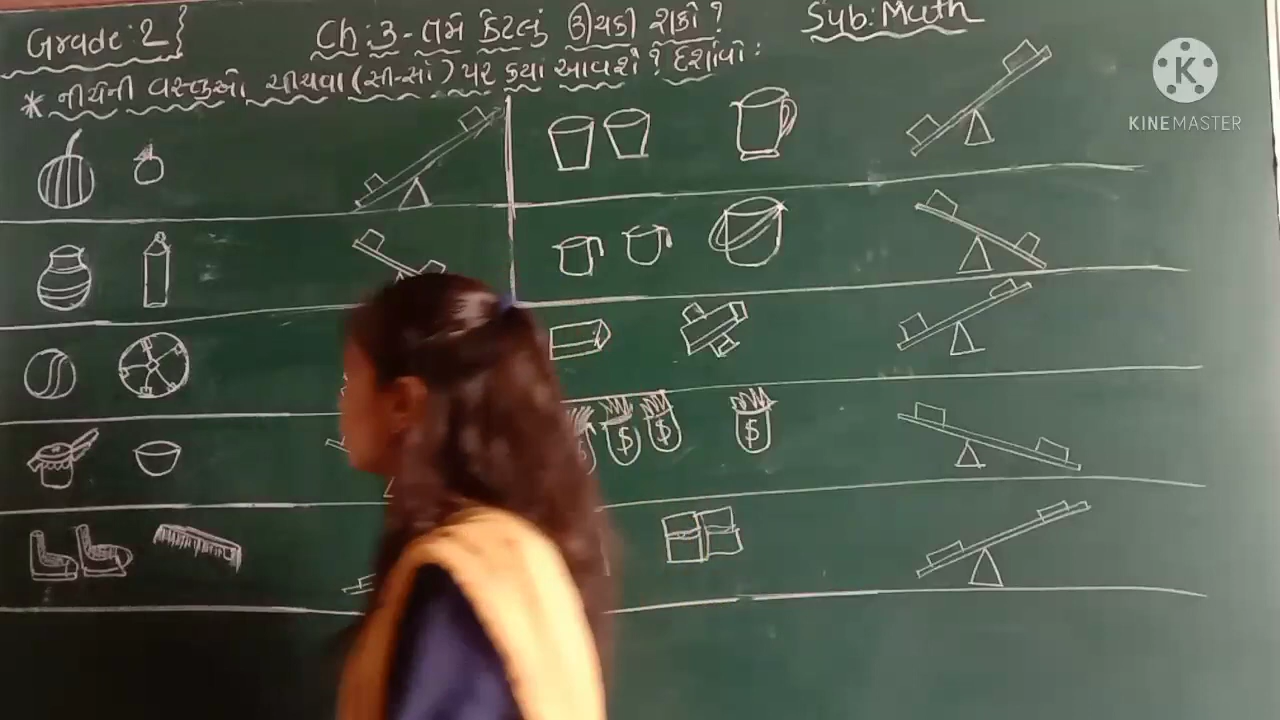 Grade: 2
Ch: 3 - તમે કેટલું ઊંચકી શકો?
Sub: Math
* નીચેની વસ્તુઓ ચીચવા (સી-સૉ) પર ક્યાં આવશે? દર્શાવો:
K
KINEMASTER
$ $ $ $